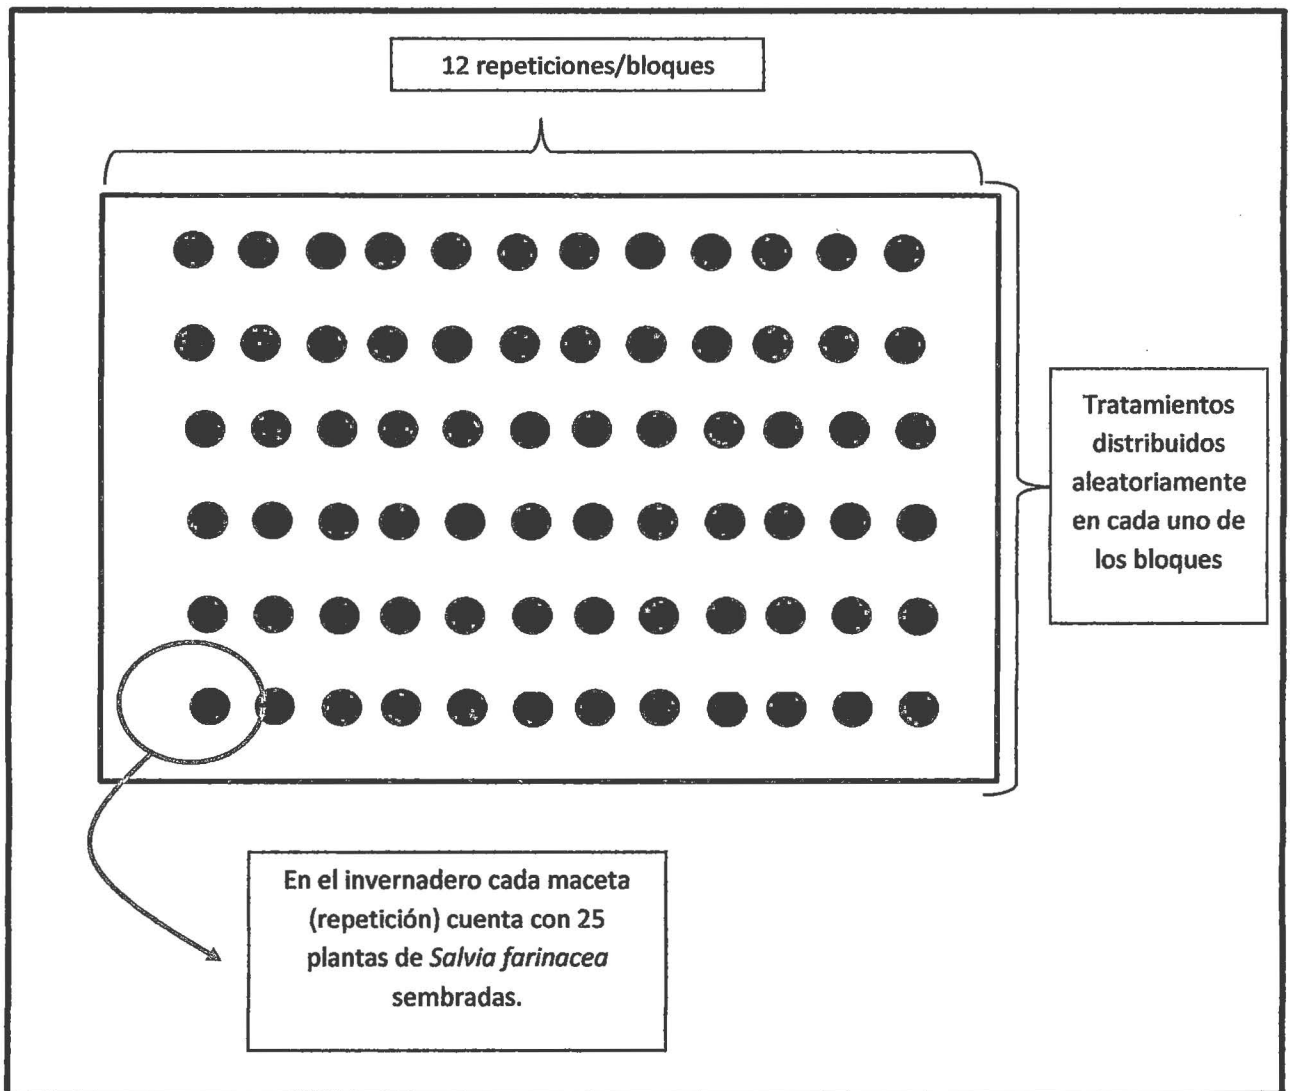 12 repeticiones/bloques
Tratamientos
distribuidos
aleatoriamente
en cada uno de
los bloques
En el invernadero cada maceta
(repetición) cuenta con 25
plantas de Salvia farinacea
sembradas.